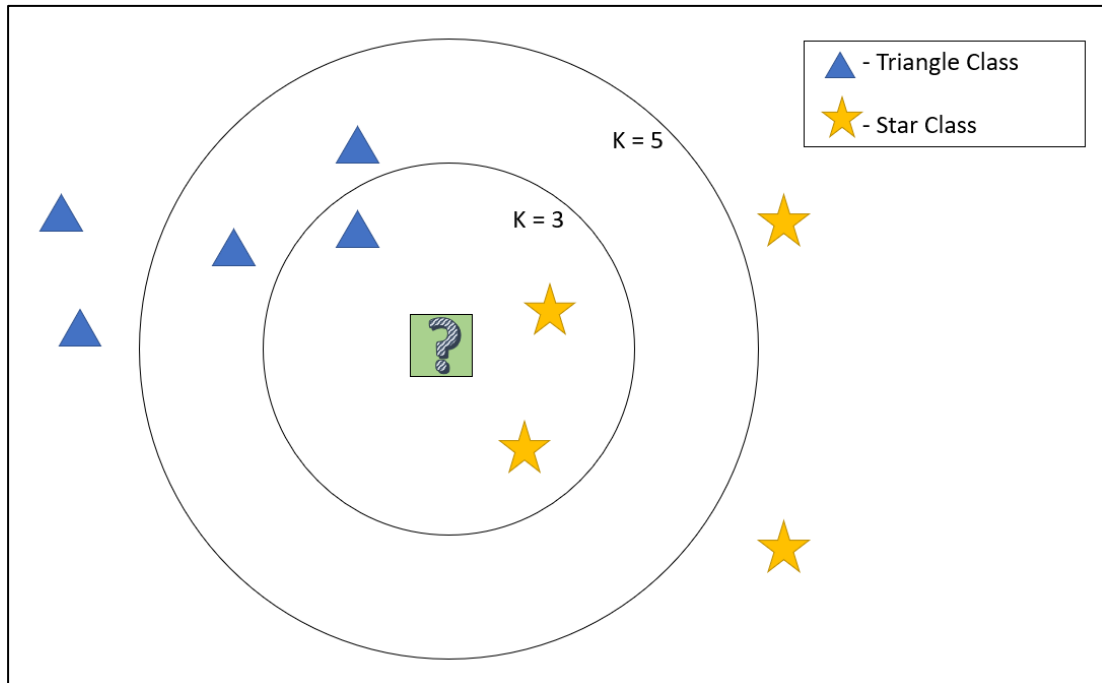 - Triangle Class
- Star Class
K = 5
K = 3
?